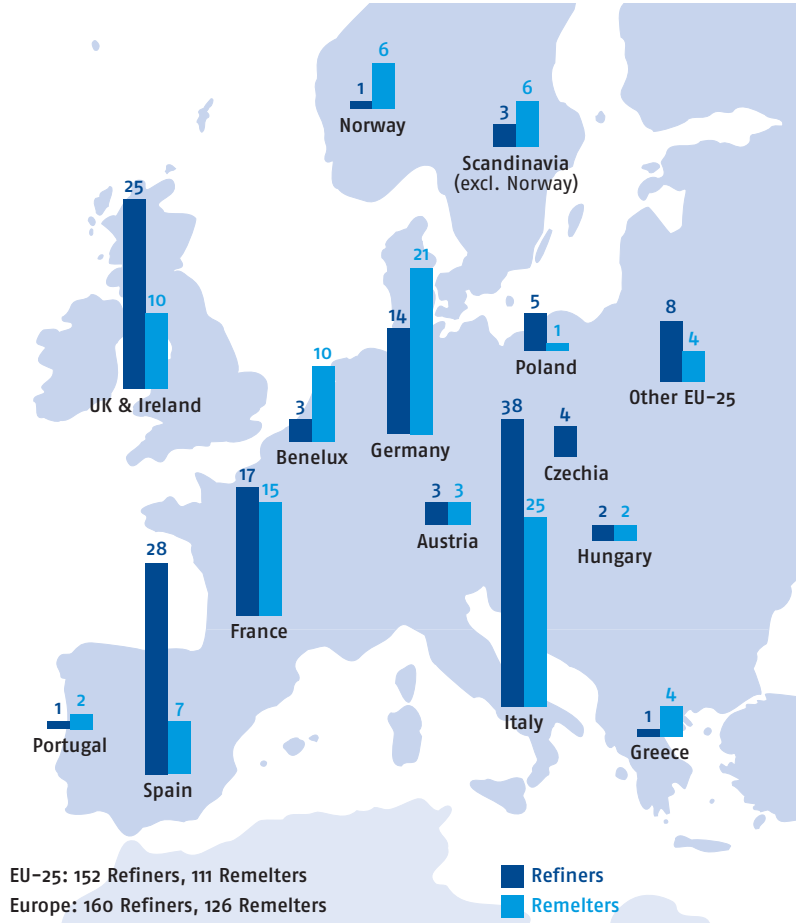 1 6
Norway
3 6
Scandinavia
(excl. Norway)
25 10
UK & Ireland
3 10
Benelux
14 21
Germany
5 1
Poland
8 4
Other EU-25
17 15
France
3 3
Austria
38 25
Italy
4
Czechia
2 2
Hungary
1 2
Portugal
28 7
Spain
1 4
Greece
EU-25: 152 Refiners, 111 Remelters
Europe: 160 Refiners, 126 Remelters
Refiners
Remelters